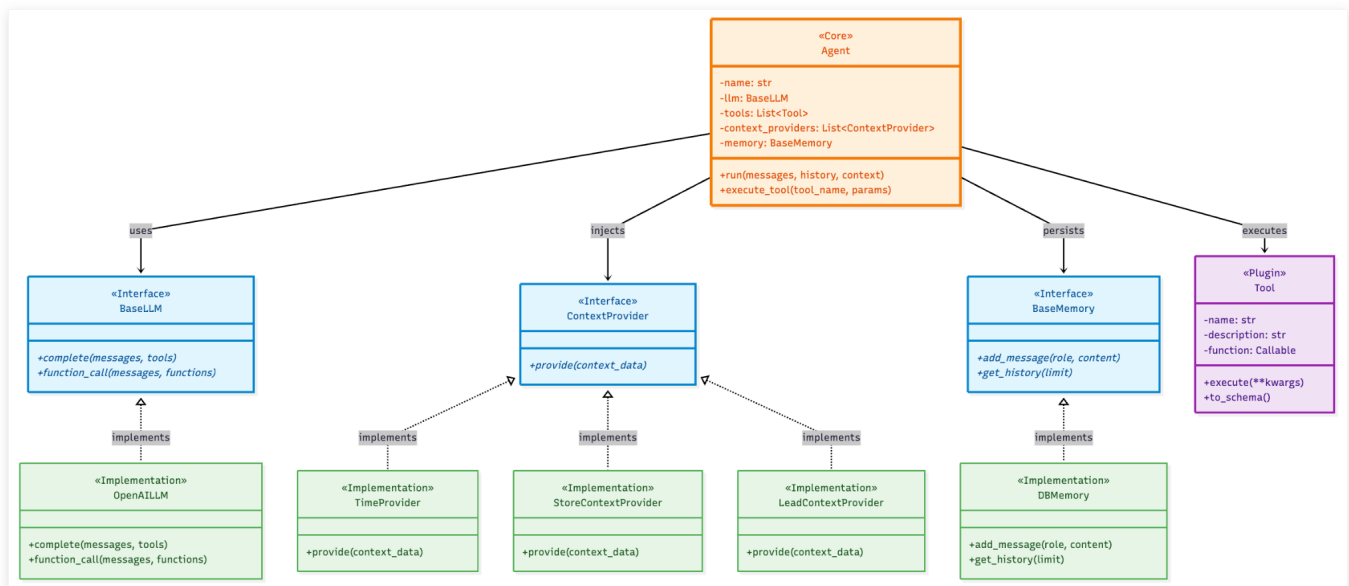 «Core»
Agent
-name: str
-llm: BaseLLM
-tools: List<Tool>
-context_providers: List<ContextProvider>
-memory: BaseMemory
+run(messages, history, context)
+execute_tool(tool_name, params)
uses
injects
persists
executes
«Interface»
BaseLLM
+complete(messages, tools)
+function_call(messages, functions)
«Interface»
ContextProvider
+provide(context_data)
«Interface»
BaseMemory
+add_message(role, content)
+get_history(limit)
«Plugin»
Tool
-name: str
-description: str
-function: Callable
+execute(**kwargs)
+to_schema()
implements
implements
implements
implements
implements
«Implementation»
OpenAILLM
+complete(messages, tools)
+function_call(messages, functions)
«Implementation»
TimeProvider
+provide(context_data)
«Implementation»
StoreContextProvider
+provide(context_data)
«Implementation»
LeadContextProvider
+provide(context_data)
«Implementation»
DBMemory
+add_message(role, content)
+get_history(limit)